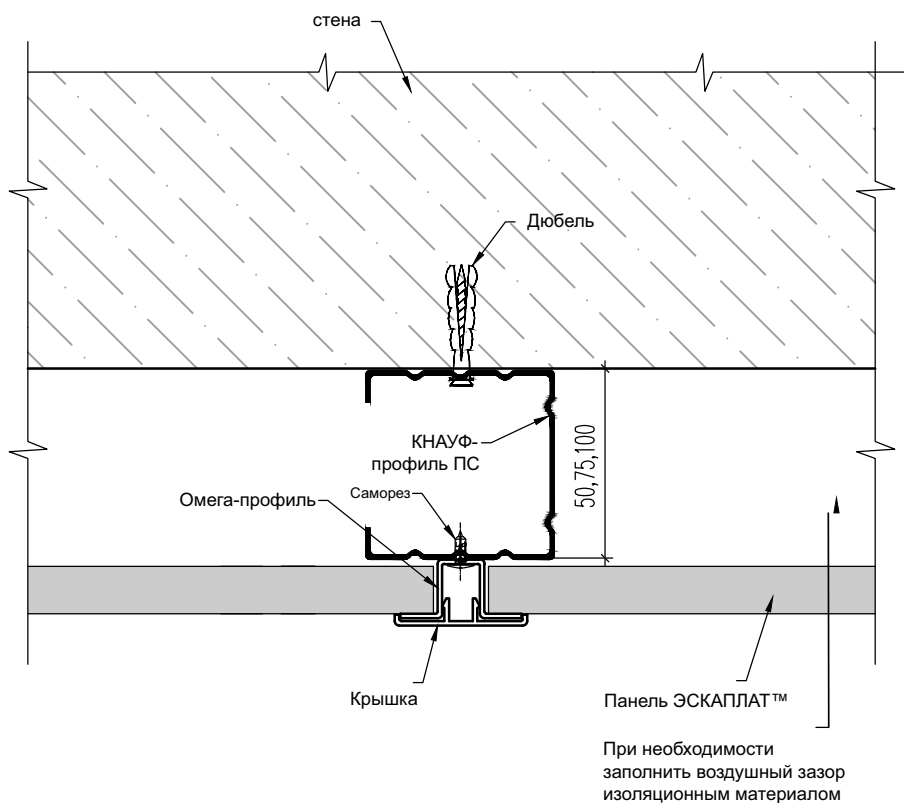 стена
Дюбель
КНАУФ-
профиль ПС
50,75,100
Омега-профиль
Саморез
Крышка
Панель ЭСКАПЛАТ™
При необходимости
заполнить воздушный зазор
изоляционным материалом